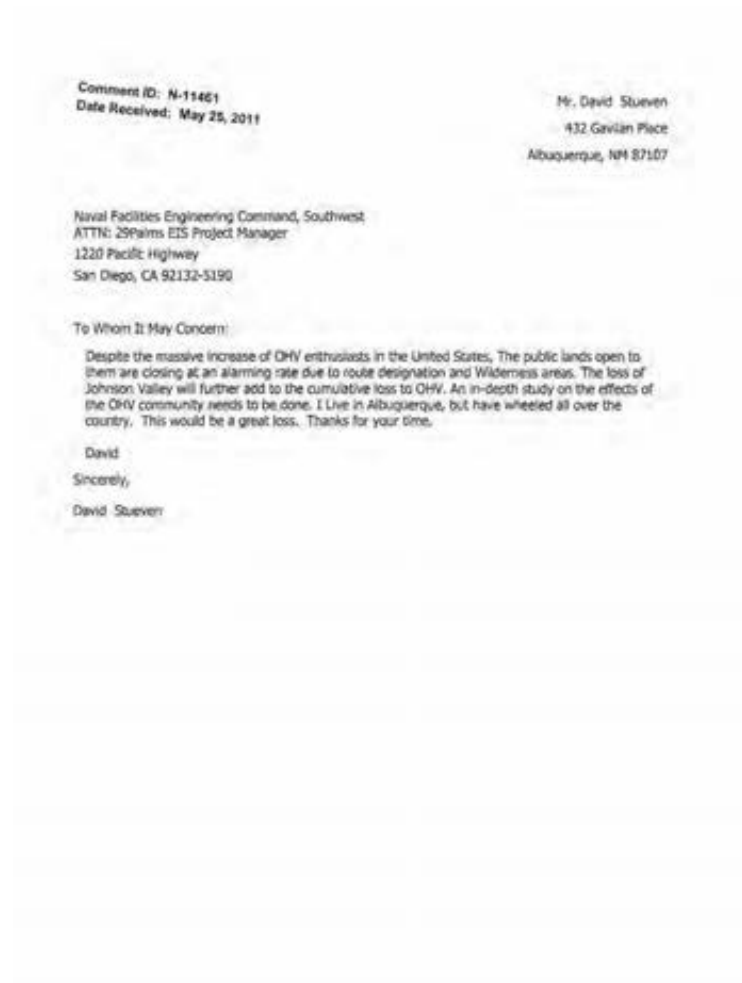 Comment ID: N-11461
Date Received: May 25, 2011
Mr. David Stueven
432 Gavilan Place
Albuquerque, NM 87107
Naval Facilities Engineering Command, Southwest
ATTN: 29Palms EIS Project Manager
1220 Pacific Highway
San Diego, CA 92132-5190
To Whom It May Concern:
Despite the massive increase of OHV enthusiasts in the United States, The public lands open to
them are closing at an alarming rate due to route designation and Wilderness areas. The loss of
Johnson Valley will further add to the cumulative loss to OHV. An in-depth study on the effects of
the OHV community needs to be done. I Live in Albuquerque, but have wheeled all over the
country. This would be a great loss. Thanks for your time.
David
Sincerely,
David Stueven